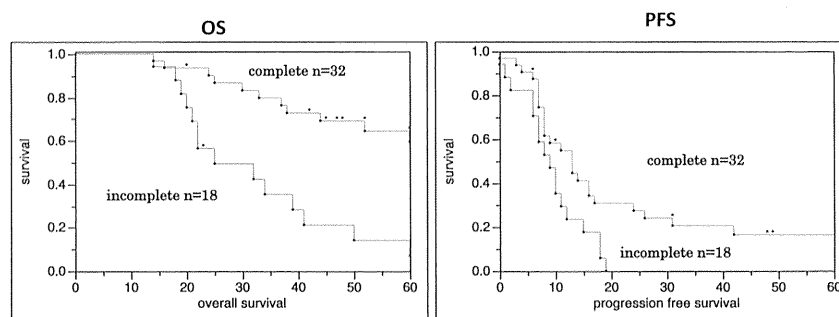 OS
1.0
0.8
0.6
0.4
0.2
0.0
survival
complete n=32
incomplete n=18
0 10 20 30 40 50 60
overall survival
PFS
1.0
0.8
0.6
0.4
0.2
0.0
survival
complete n=32
incomplete n=18
0 10 20 30 40 50 60
progression free survival